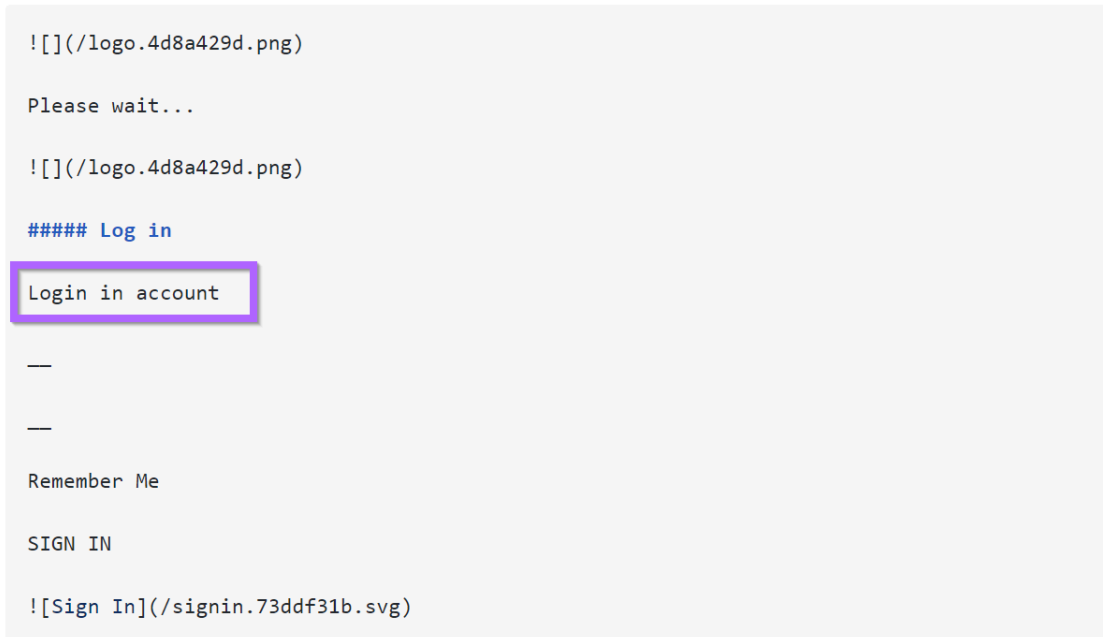 ![](/logo.4d8a429d.png)
Please wait...
![](/logo.4d8a429d.png)
##### Log in
Login in account
__
__
Remember Me
SIGN IN
![Sign In](/signin.73ddf31b.svg)